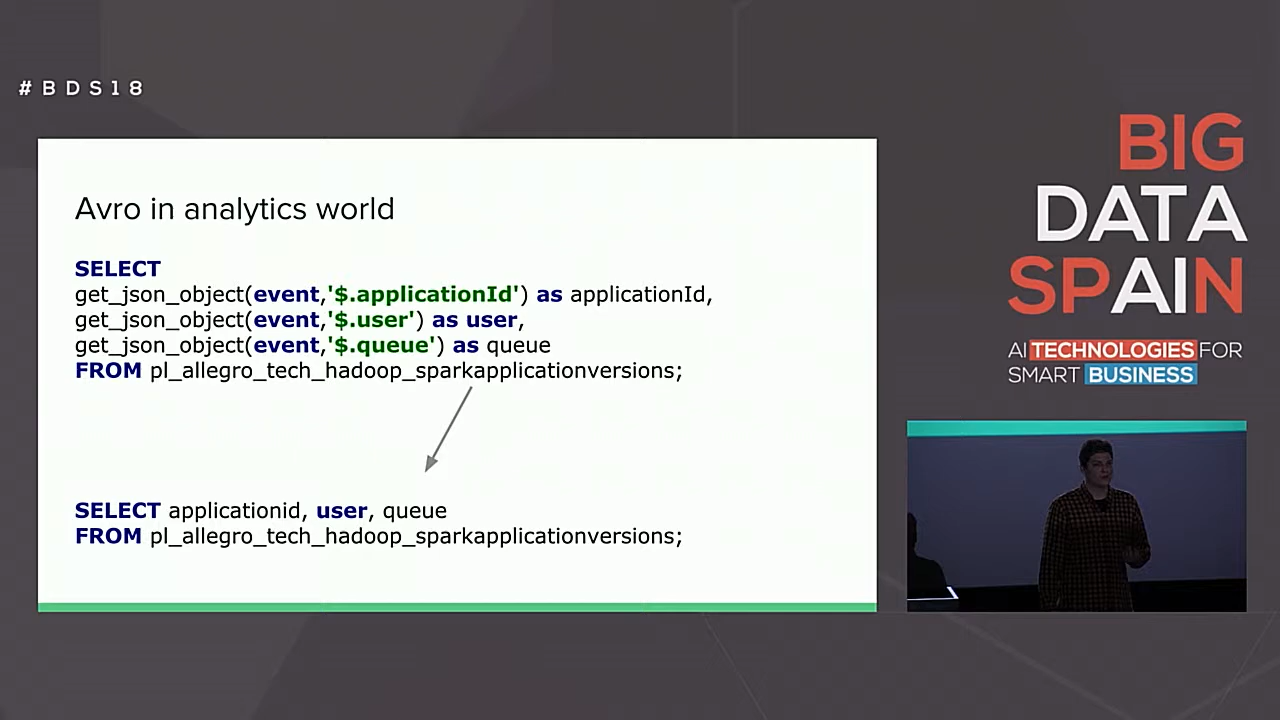 #BDS18
Avro in analytics world
SELECT
get_json_object(event,'$.applicationId') as applicationId,
get_json_object(event,'$.user') as user,
get_json_object(event,'$.queue') as queue
FROM pl_allegro_tech_hadoop_sparkapplicationversions;
SELECT applicationid, user, queue
FROM pl_allegro_tech_hadoop_sparkapplicationversions;
BIG
DATA
SPAIN
AI TECHNOLOGIES FOR
SMART BUSINESS